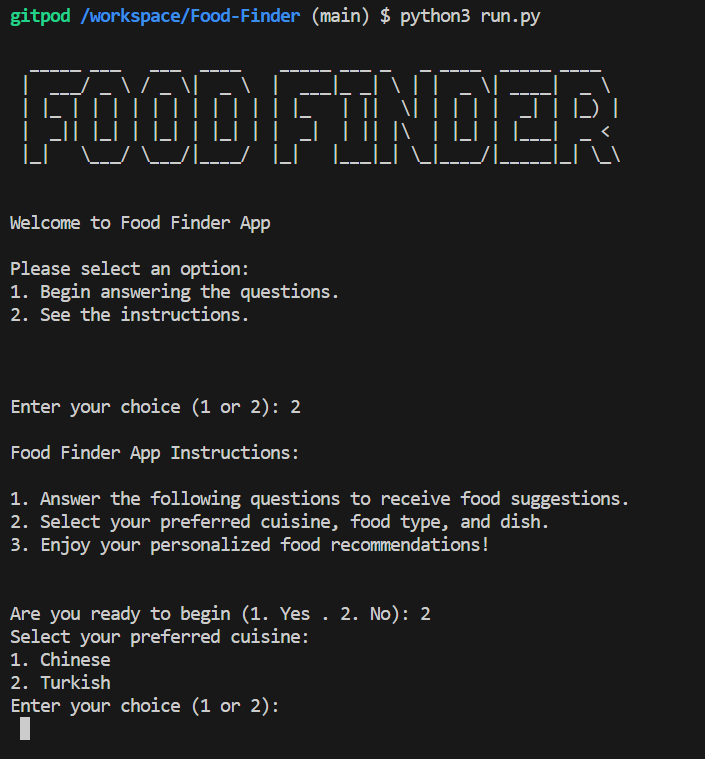 gitpod /workspace/Food-Finder (main) $ python3 run.py
FOOD FINDER
Welcome to Food Finder App
Please select an option:
1. Begin answering the questions.
2. See the instructions.
Enter your choice (1 or 2): 2
Food Finder App Instructions:
1. Answer the following questions to receive food suggestions.
2. Select your preferred cuisine, food type, and dish.
3. Enjoy your personalized food recommendations!
Are you ready to begin (1. Yes . 2. No): 2
Select your preferred cuisine:
1. Chinese
2. Turkish
Enter your choice (1 or 2):